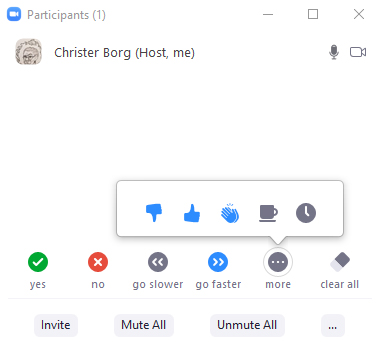 Participants (1)
Christer Borg (Host, me)
yes no go slower go faster more clear all
Invite Mute All Unmute All ...